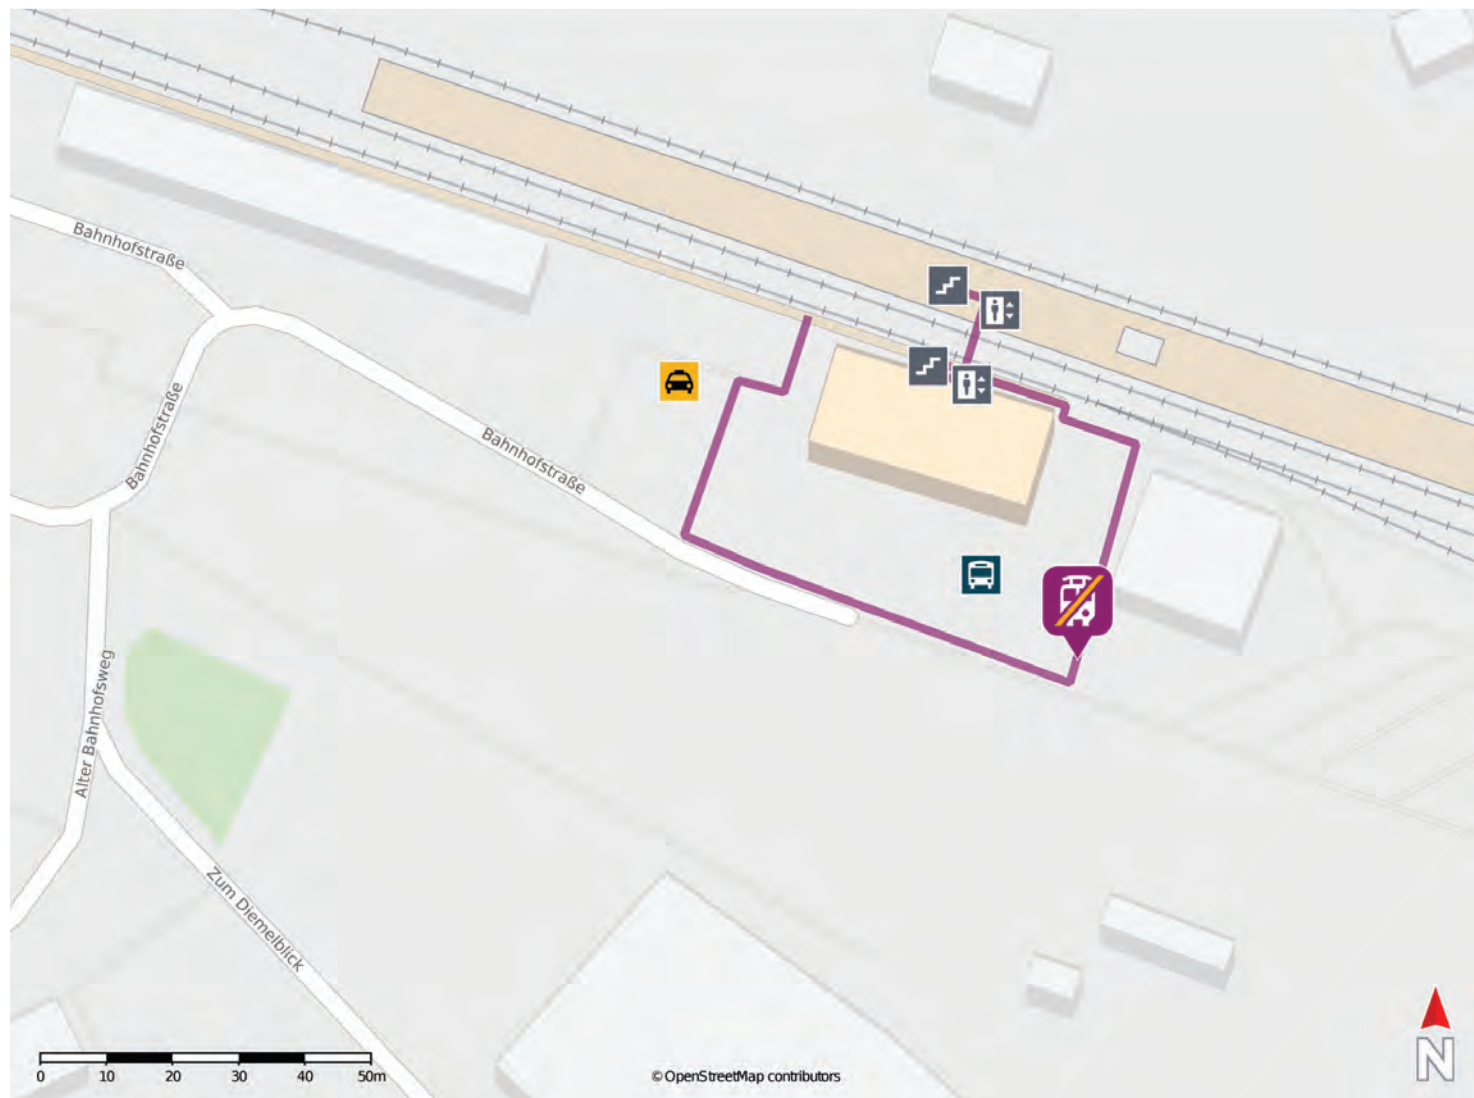 Bahnhofstraße
Bahnhofstraße
Bahnhofstraße
Alter Bahnhofsweg
Zum Diemelblick
0 10 20 30 40 50m
© OpenStreetMap contributors
N